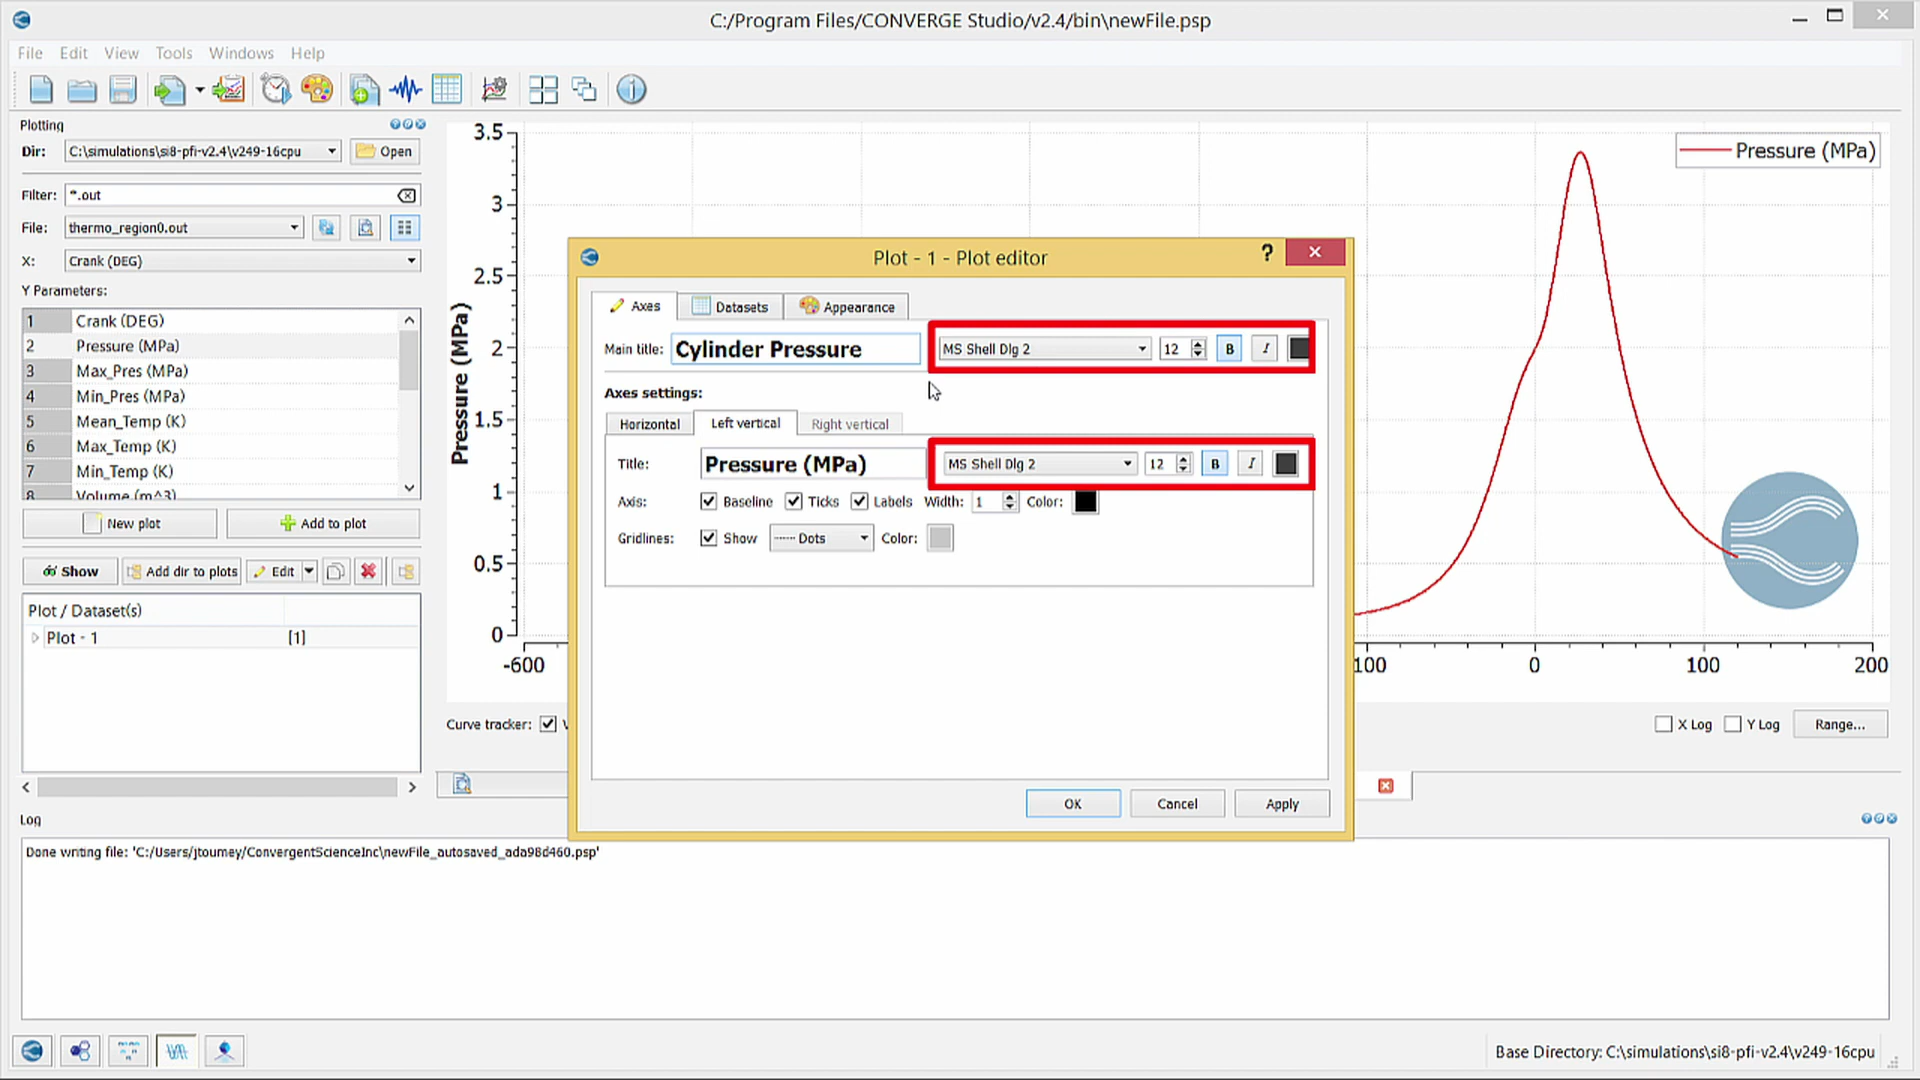 C:/Program Files/CONVERGE Studio/v2.4/bin\newFile.psp
File Edit View Tools Windows Help
Plotting
Dir: C:\simulations\si8-pfi-v2.4\v249-16cpu Open
Filter: *.out
File: thermo_region0.out
X: Crank (DEG)
Y Parameters:
1 Crank (DEG)
2 Pressure (MPa)
3 Max_Pres (MPa)
4 Min_Pres (MPa)
5 Mean_Temp (K)
6 Max_Temp (K)
7 Min_Temp (K)
8 Volume (m^3)
New plot Add to plot
Show Add dir to plots Edit
Plot / Dataset(s)
Plot - 1 [1]
3.5
3
2.5
2
1.5
1
0.5
0
Pressure (MPa)
-600
100 0 100 200
Pressure (MPa)
Plot - 1 - Plot editor ?
Axes Datasets Appearance
Main title: Cylinder Pressure MS Shell Dlg 2 12 B I
Axes settings:
Horizontal Left vertical Right vertical
Title: Pressure (MPa) MS Shell Dlg 2 12 B I
Axis: Baseline Ticks Labels Width: 1 Color:
Gridlines: Show Dots Color:
OK Cancel Apply
Curve tracker:
X Log Y Log Range...
Log
Done writing file: 'C:/Users/jtoumey/ConvergentScienceInc\newFile_autosaved_ada98d460.psp'
Base Directory: C:\simulations\si8-pfi-v2.4\v249-16cpu